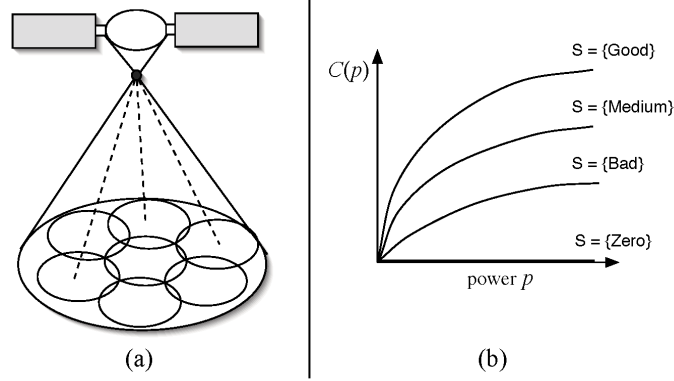 C(p)
S = {Good}
S = {Medium}
S = {Bad}
S = {Zero}
power p
(a)
(b)